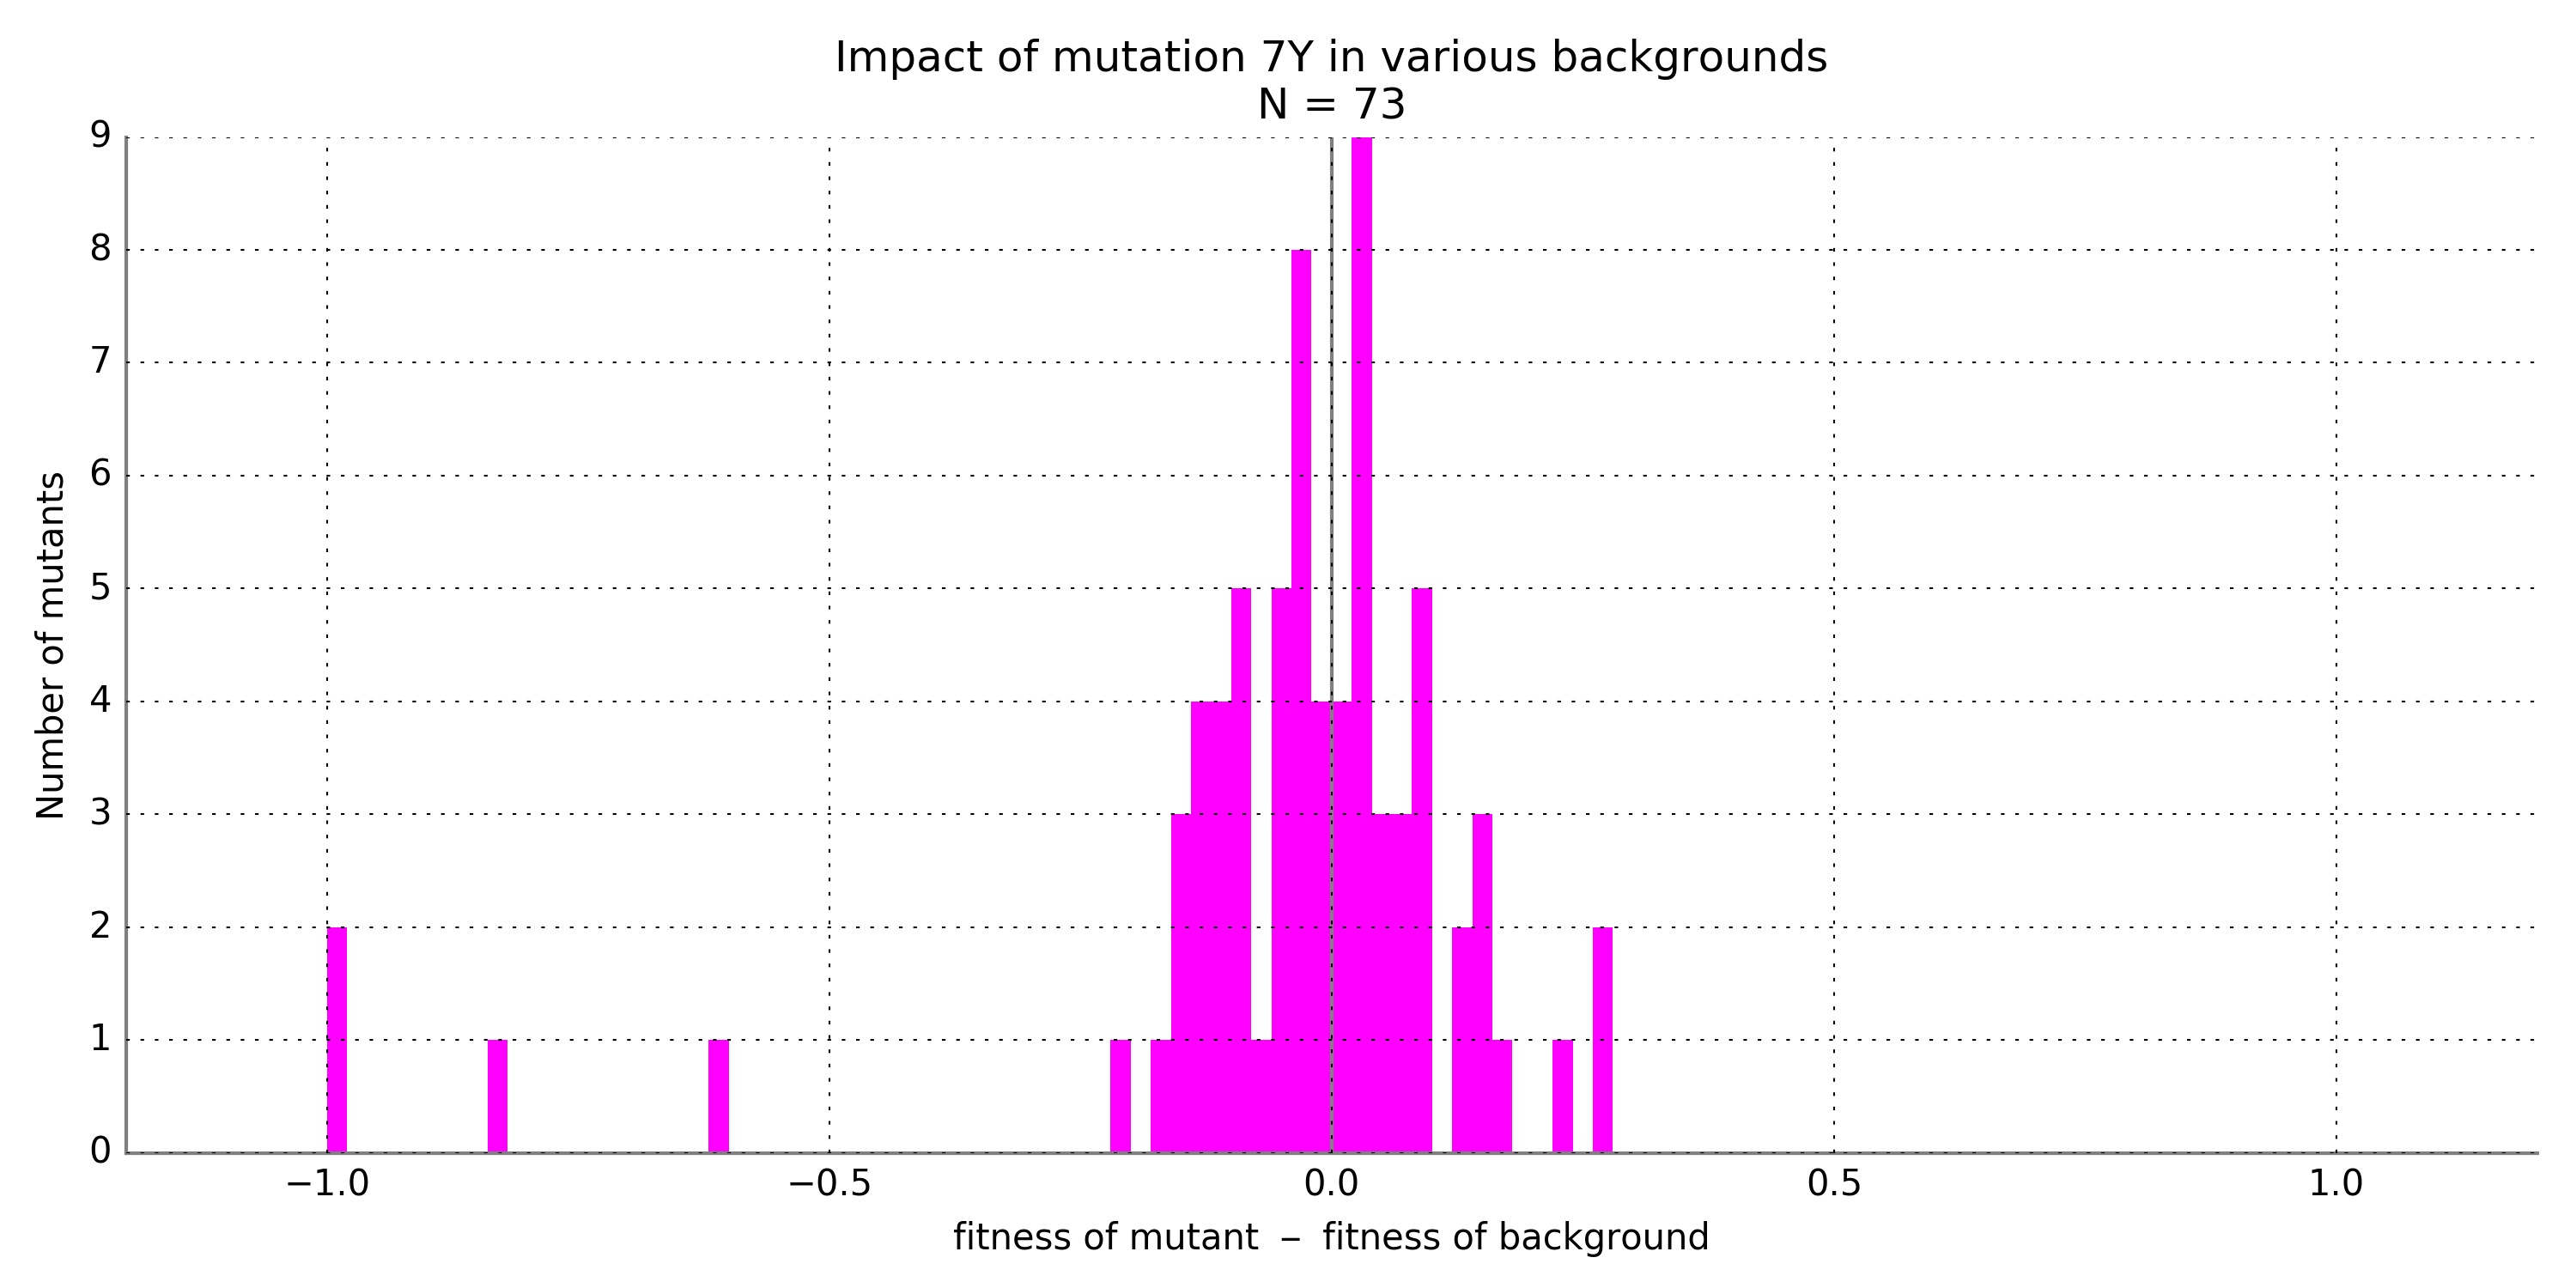 Impact of mutation 7Y in various backgrounds
N = 73
9
8
7
6
5
4
3
2
1
0
Number of mutants
−1.0 −0.5 0.0 0.5 1.0
fitness of mutant – fitness of background